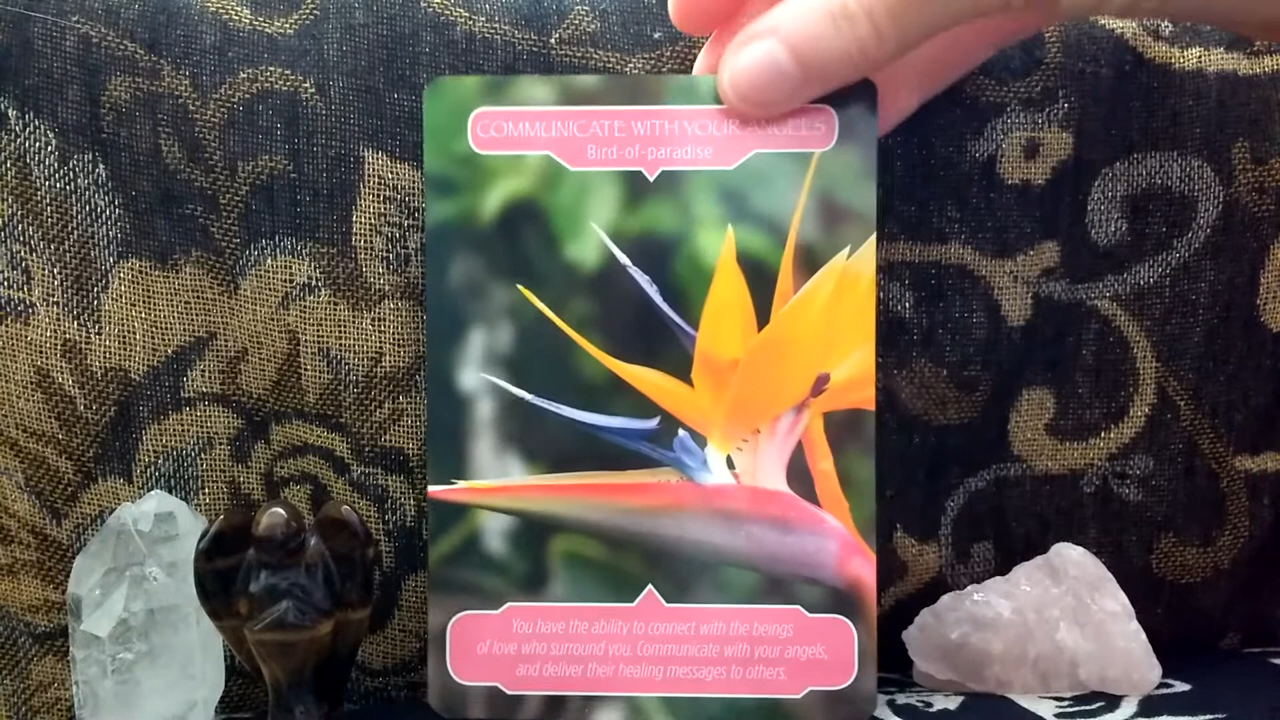 COMMUNICATE WITH YOUR ANGELS
Bird-of-paradise
You have the ability to connect with the beings
of love who surround you. Communicate with your angels,
and deliver their healing messages to others.